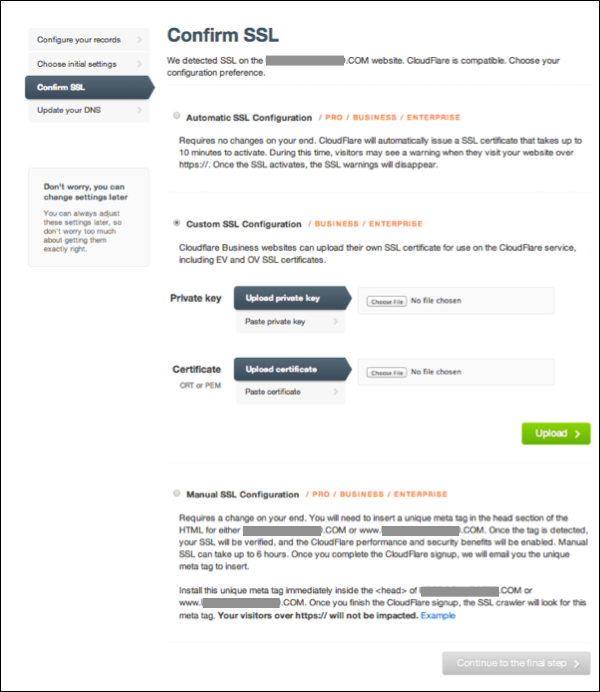 Configure your records
Choose initial settings
Confirm SSL
Update your DNS
Don't worry, you can
change settings later
You can always adjust
these settings later, so
don't worry too much
about getting them
exactly right.
Confirm SSL
We detected SSL on the .COM website. CloudFlare is compatible. Choose your
configuration preference.
Automatic SSL Configuration / PRO / BUSINESS / ENTERPRISE
Requires no changes on your end. CloudFlare will automatically issue a SSL certificate that takes up to
10 minutes to activate. During this time, visitors may see a warning when they visit your website over
https://. Once the SSL activates, the SSL warnings will disappear.
Custom SSL Configuration / BUSINESS / ENTERPRISE
Cloudflare Business websites can upload their own SSL certificate for use on the CloudFlare service,
including EV and OV SSL certificates.
Private key
Upload private key
Choose File No file chosen
Paste private key
Certificate
CRT or PEM
Upload certificate
Choose File No file chosen
Paste certificate
Upload
Manual SSL Configuration / PRO / BUSINESS / ENTERPRISE
Requires a change on your end. You will need to insert a unique meta tag in the head section of the
HTML for either .COM or www. .COM. Once the tag is detected,
your SSL will be verified, and the CloudFlare performance and security benefits will be enabled. Manual
SSL can take up to 6 hours. Once you complete the CloudFlare signup, we will email you the unique
meta tag to insert.
Install this unique meta tag immediately inside the <head> of .COM or
www. .COM. Once you finish the CloudFlare signup, the SSL crawler will look for this
meta tag. Your visitors over https:// will not be impacted. Example
Continue to the final step